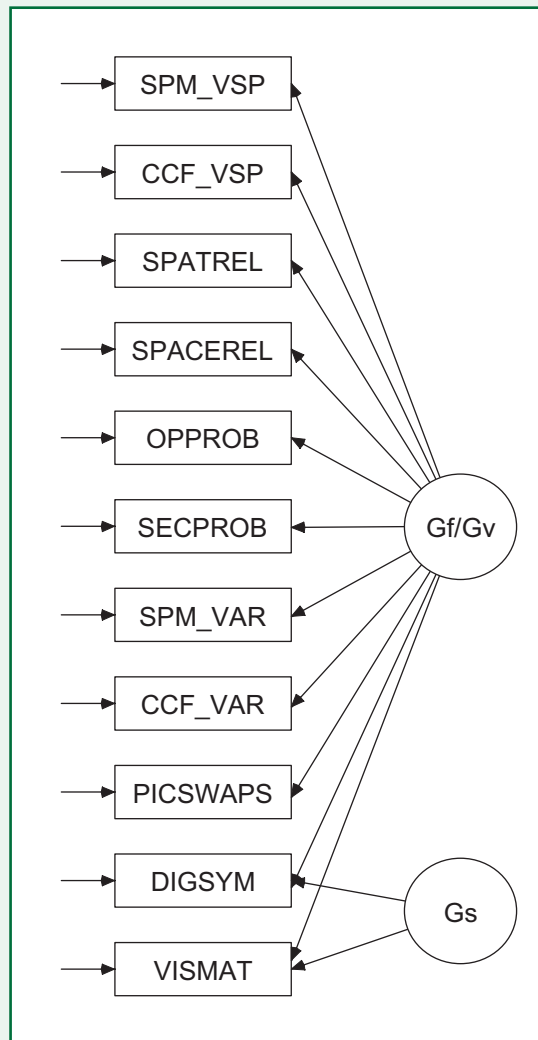 SPM_VSP
CCF_VSP
SPATREL
SPACEREL
OPPROB
SECPROB
Gf/Gv
SPM_VAR
CCF_VAR
PICSWAPS
DIGSYM
Gs
VISMAT